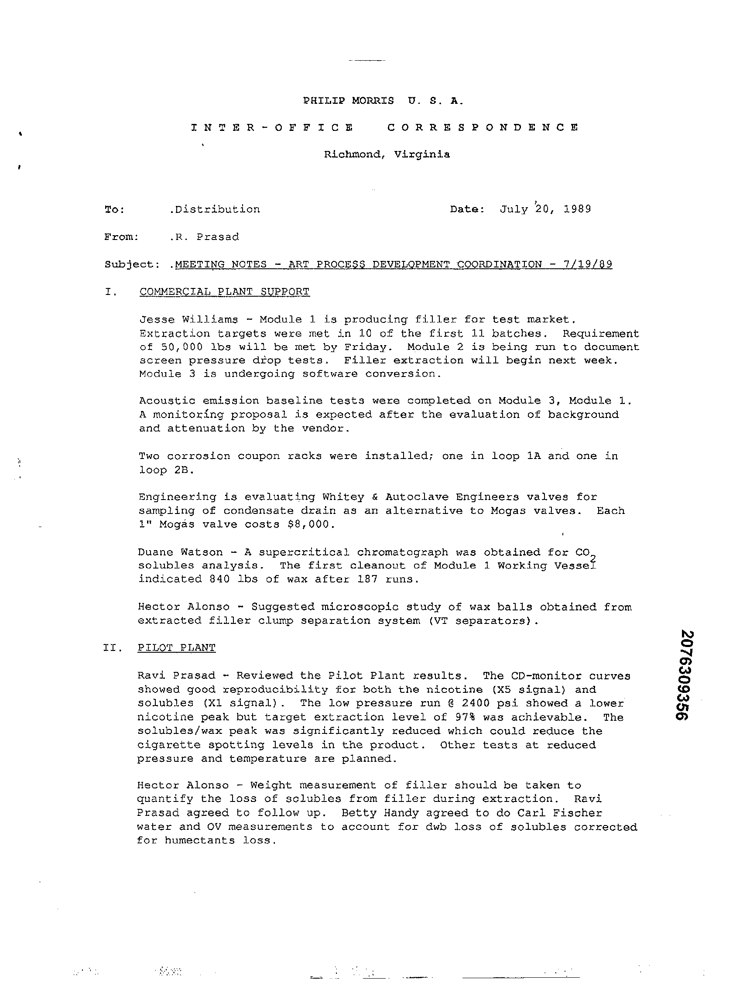 PHILIP MORRIS U. S. A.
INTER-OFFICE CORRESPONDENCE
Richmond, Virginia
To: .Distribution Date: July 20, 1989
From: .R. Prasad
Subject: .MEETING NOTES - ART PROCESS DEVELOPMENT COORDINATION - 7/19/89
I. COMMERCIAL PLANT SUPPORT
Jesse Williams - Module 1 is producing filler for test market.
Extraction targets were met in 10 of the first 11 batches. Requirement
of 50,000 lbs will be met by Friday. Module 2 is being run to document
screen pressure drop tests. Filler extraction will begin next week.
Module 3 is undergoing software conversion.
Acoustic emission baseline tests were completed on Module 3, Module 1.
A monitoring proposal is expected after the evaluation of background
and attenuation by the vendor.
Two corrosion coupon racks were installed; one in loop 1A and one in
loop 2B.
Engineering is evaluating Whitey & Autoclave Engineers valves for
sampling of condensate drain as an alternative to Mogas valves. Each
1" Mogas valve costs $8,000.
Duane Watson - A supercritical chromatograph was obtained for CO2
solubles analysis. The first cleanout of Module 1 Working Vessel
indicated 840 lbs of wax after 187 runs.
Hector Alonso - Suggested microscopic study of wax balls obtained from
extracted filler clump separation system (VT separators).
II. PILOT PLANT
Ravi Prasad - Reviewed the Pilot Plant results. The CD-monitor curves
showed good reproducibility for both the nicotine (X5 signal) and
solubles (X1 signal). The low pressure run @ 2400 psi showed a lower
nicotine peak but target extraction level of 97% was achievable. The
solubles/wax peak was significantly reduced which could reduce the
cigarette spotting levels in the product. Other tests at reduced
pressure and temperature are planned.
Hector Alonso - Weight measurement of filler should be taken to
quantify the loss of solubles from filler during extraction. Ravi
Prasad agreed to follow up. Betty Handy agreed to do Carl Fischer
water and OV measurements to account for dwb loss of solubles corrected
for humectants loss.
2076309356